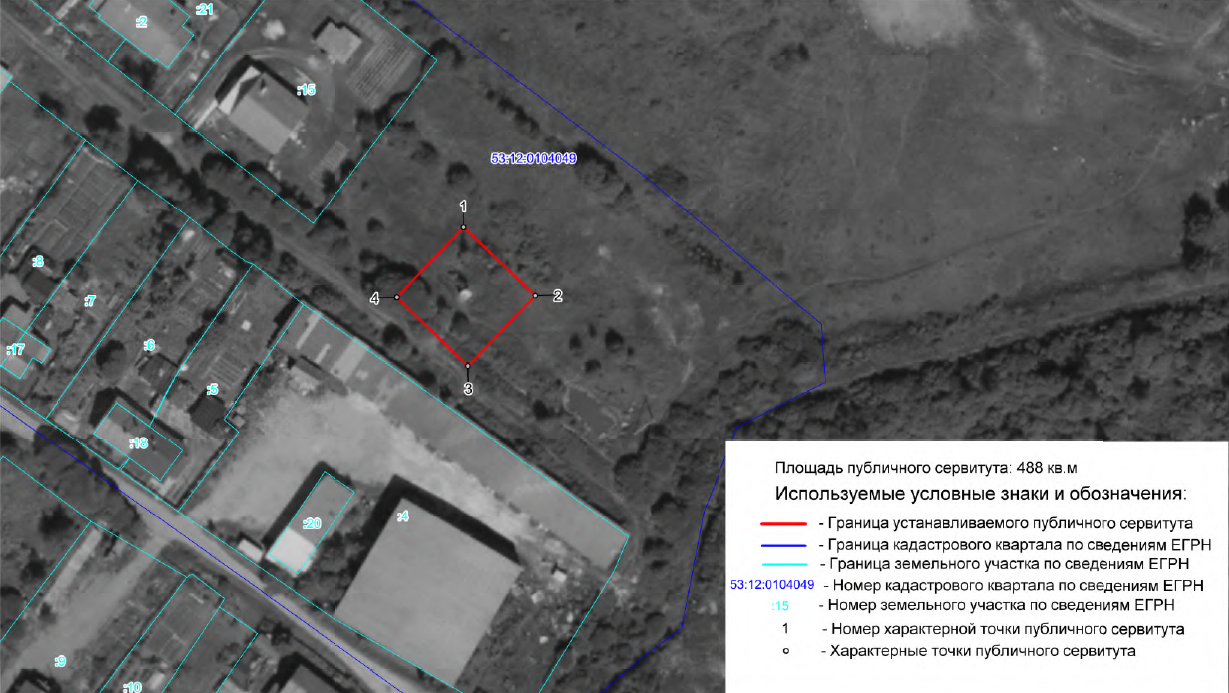 :2
:21
:15
53:12:0104049
1
:8
:7
4
2
:17
:6
:5
3
:18
:20
:4
:9
:10
Площадь публичного сервитута: 488 кв.м
Используемые условные знаки и обозначения:
- Граница устанавливаемого публичного сервитута
- Граница кадастрового квартала по сведениям ЕГРН
- Граница земельного участка по сведениям ЕГРН
53:12:0104049 - Номер кадастрового квартала по сведениям ЕГРН
:15 - Номер земельного участка по сведениям ЕГРН
1 - Номер характерной точки публичного сервитута
- Характерные точки публичного сервитута